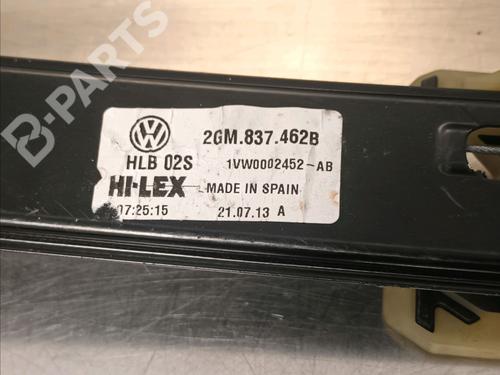 2GM.837.462B
HLB 02S
1VW0002452-AB
HI-LEX
MADE IN SPAIN
07:25:15
21.07.13 A
B-PARTS
B-PARTS